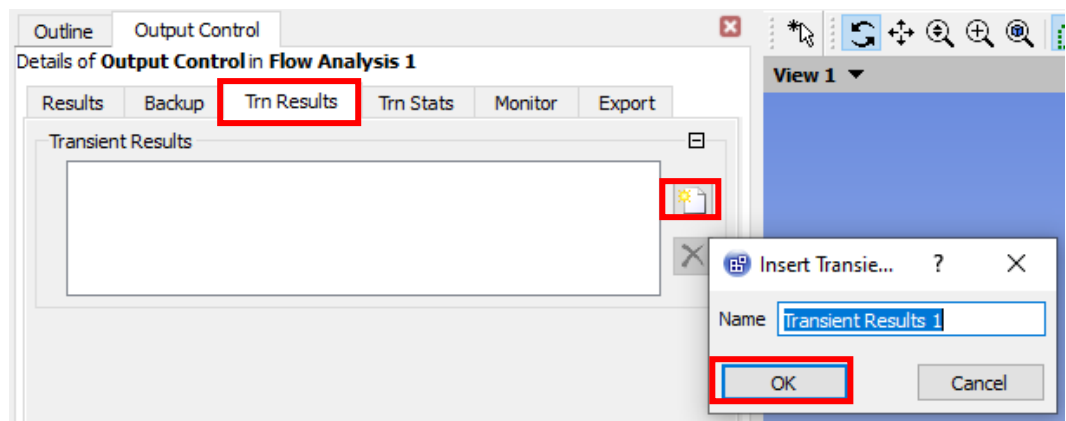 Outline Output Control
Details of Output Control in Flow Analysis 1
View 1
Results Backup Trn Results Trn Stats Monitor Export
Transient Results
Insert Transie... ?
Name Transient Results 1
OK Cancel